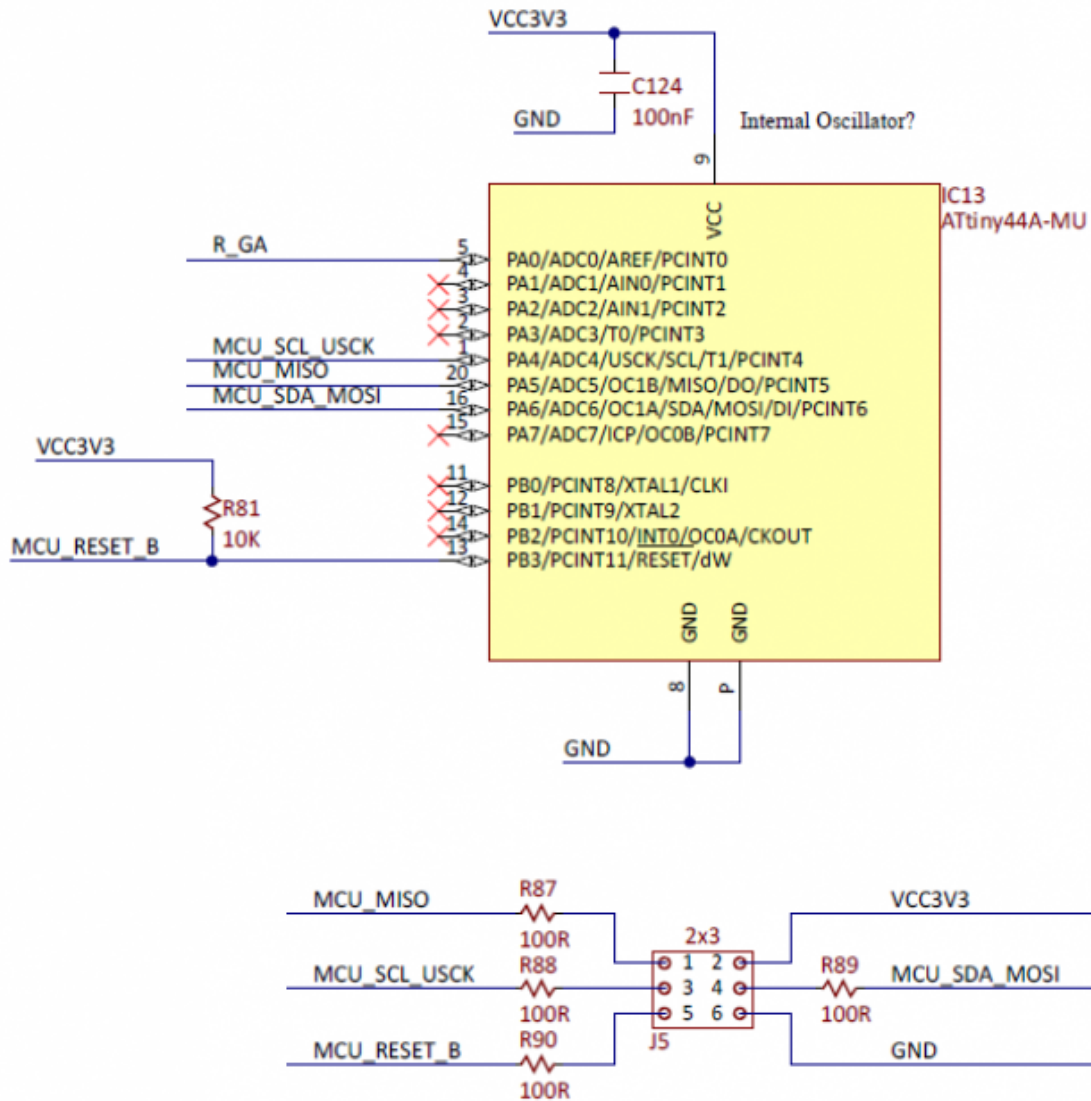 VCC3V3
C124
100nF
GND
Internal Oscillator?
9
VCC
IC13
ATtiny44A-MU
R_GA
5
PA0/ADC0/AREF/PCINT0
4
PA1/ADC1/AIN0/PCINT1
3
PA2/ADC2/AIN1/PCINT2
2
PA3/ADC3/T0/PCINT3
MCU_SCL_USCK
1
PA4/ADC4/USCK/SCL/T1/PCINT4
MCU_MISO
20
PA5/ADC5/OC1B/MISO/DO/PCINT5
MCU_SDA_MOSI
16
PA6/ADC6/OC1A/SDA/MOSI/DI/PCINT6
15
PA7/ADC7/ICP/OC0B/PCINT7
VCC3V3
R81
10K
11
PB0/PCINT8/XTAL1/CLKI
12
PB1/PCINT9/XTAL2
14
PB2/PCINT10/INT0/OC0A/CKOUT
MCU_RESET_B
13
PB3/PCINT11/RESET/dW
GND
GND
8
P
GND
MCU_MISO
R87
100R
VCC3V3
2x3
1 2
MCU_SCL_USCK
R88
100R
3 4
R89
100R
MCU_SDA_MOSI
5 6
J5
MCU_RESET_B
R90
100R
GND